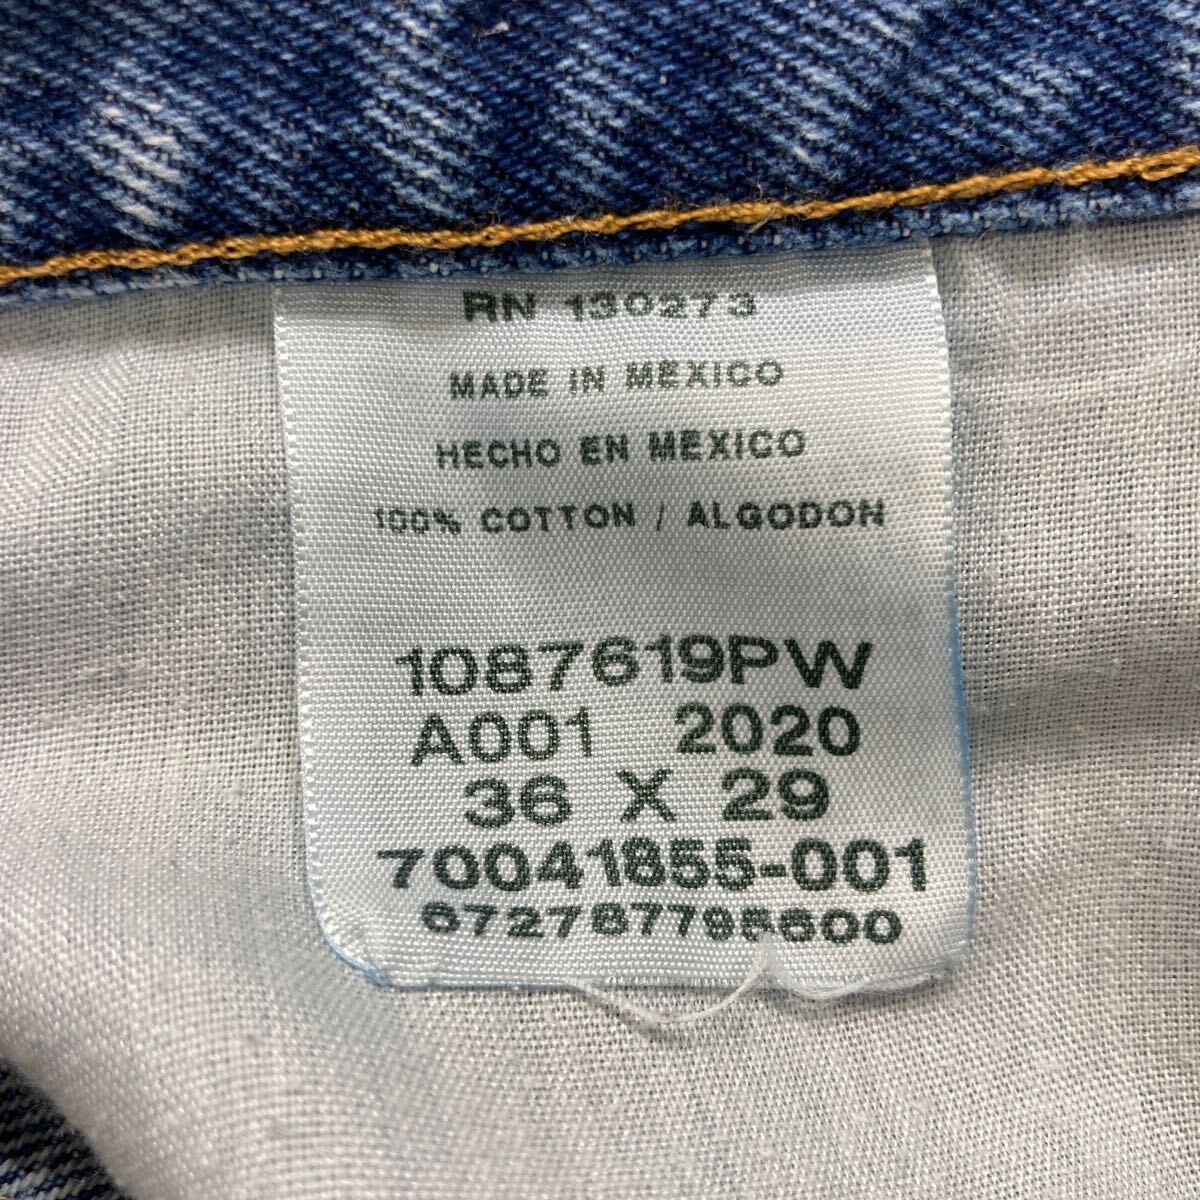 RN 130273
MADE IN MEXICO
HECHO EN MEXICO
100% COTTON / ALGODON
1087619PW
A001 2020
36 X 29
70041855-001
672787795600